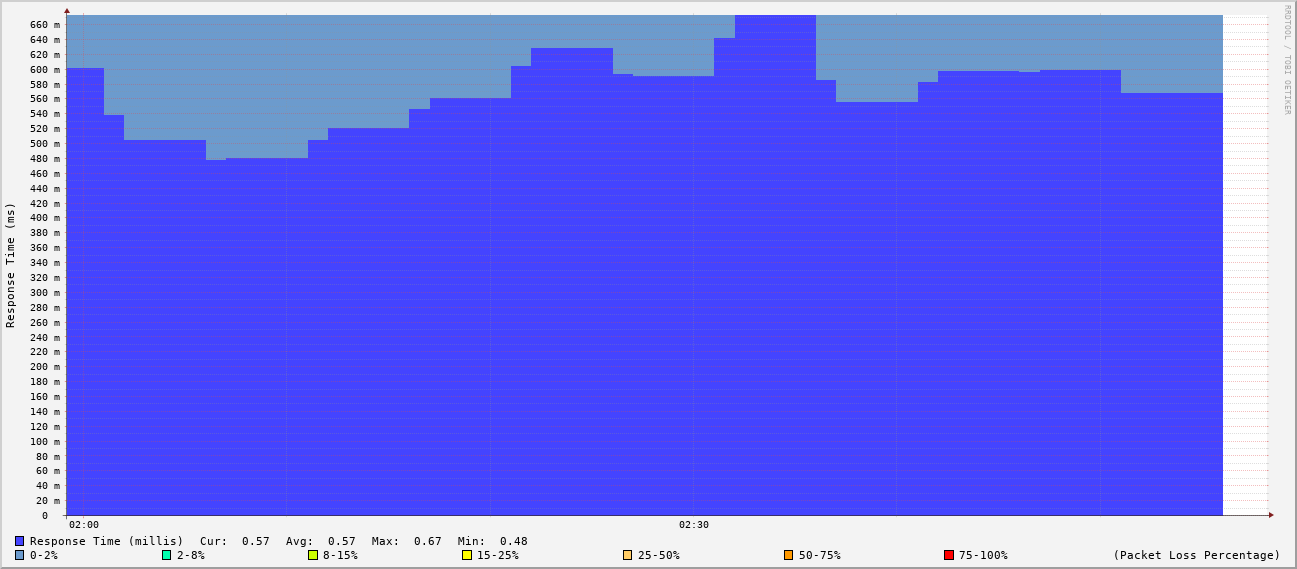 660 m
640 m
620 m
600 m
580 m
560 m
540 m
520 m
500 m
480 m
460 m
440 m
420 m
400 m
380 m
360 m
340 m
320 m
300 m
280 m
260 m
240 m
220 m
200 m
180 m
160 m
140 m
120 m
100 m
80 m
60 m
40 m
20 m
0
Response Time (ms)
RRDTOOL / TOBI OETIKER
02:00 02:30
Response Time (millis) Cur: 0.57 Avg: 0.57 Max: 0.67 Min: 0.48
0-2% 2-8% 8-15% 15-25% 25-50% 50-75% 75-100% (Packet Loss Percentage)